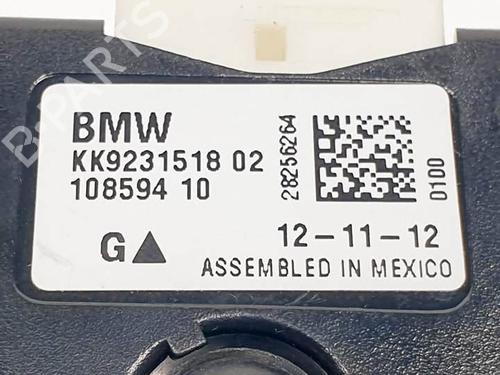 BMW
KK9231518 02
108594 10
G
28256264
0100
12-11-12
ASSEMBLED IN MEXICO
B-PARTS